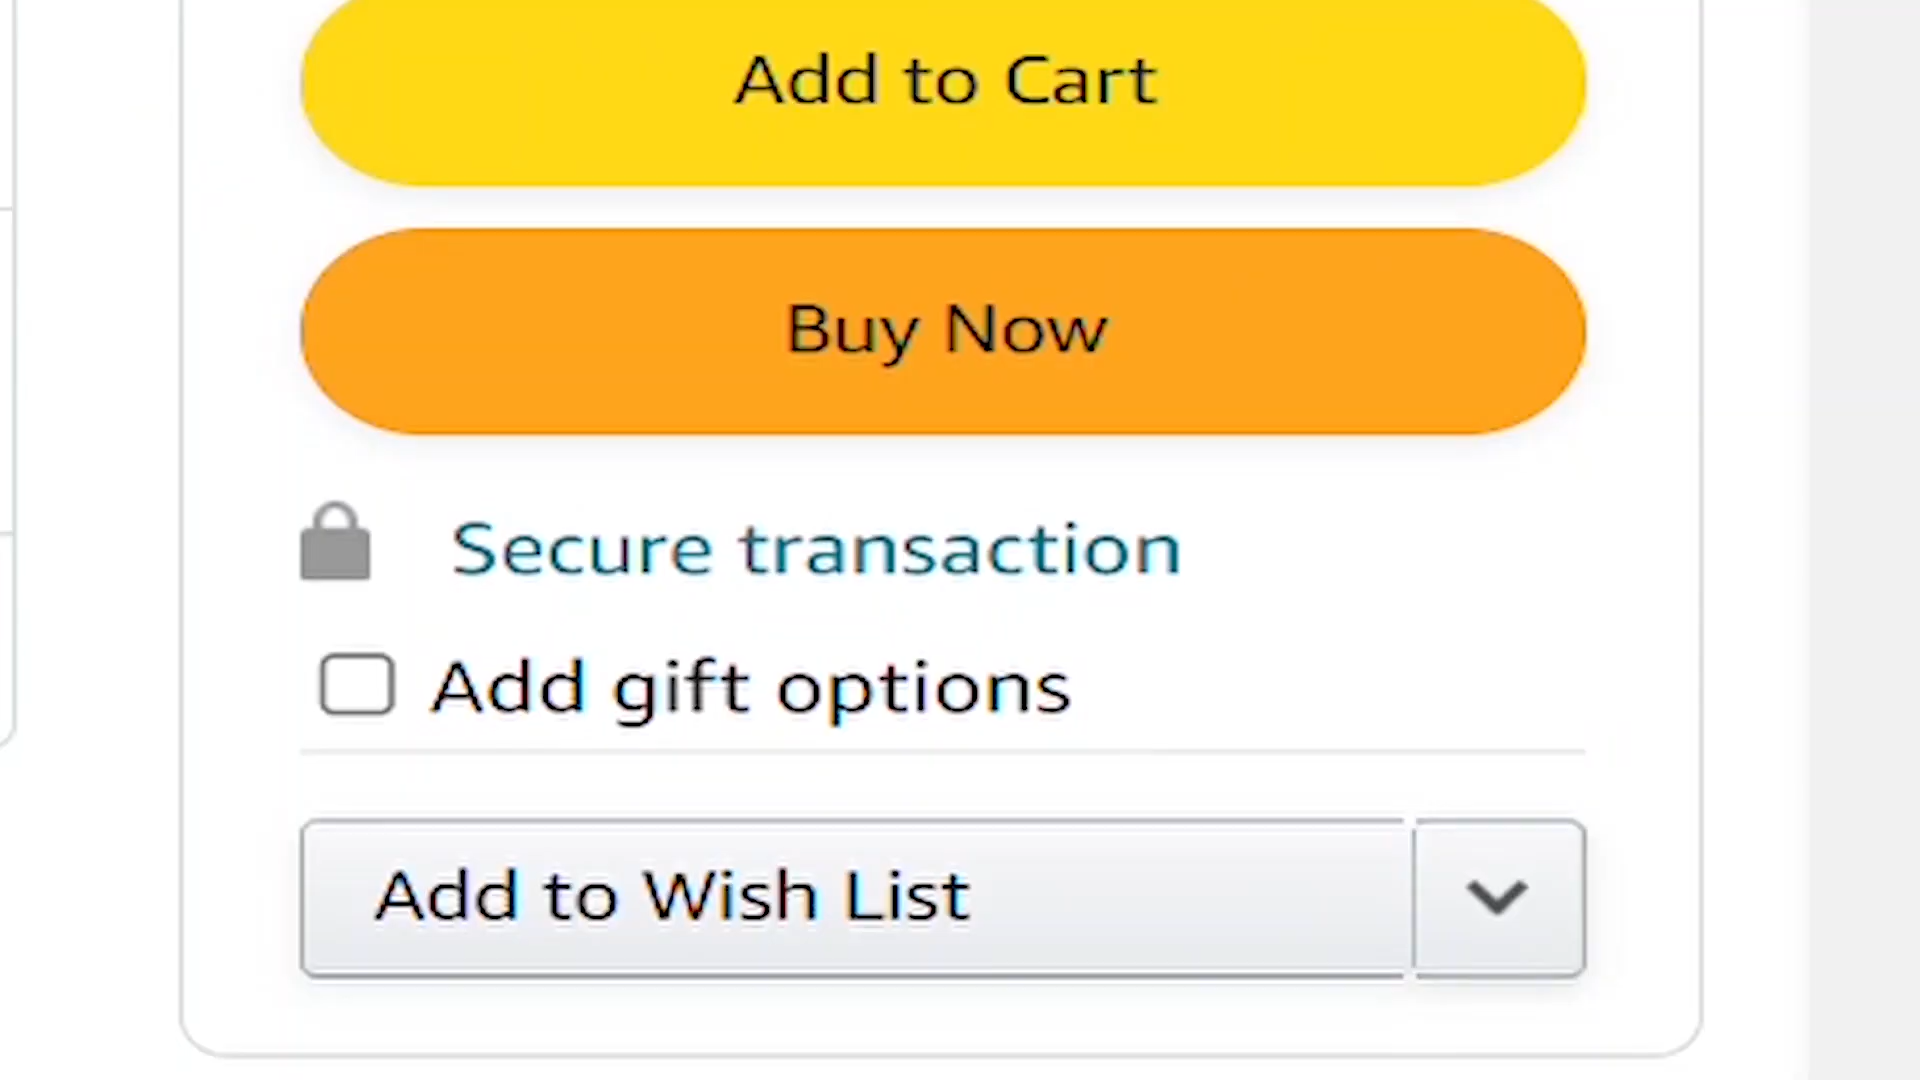 Add to Cart
Buy Now
Secure transaction
Add gift options
Add to Wish List